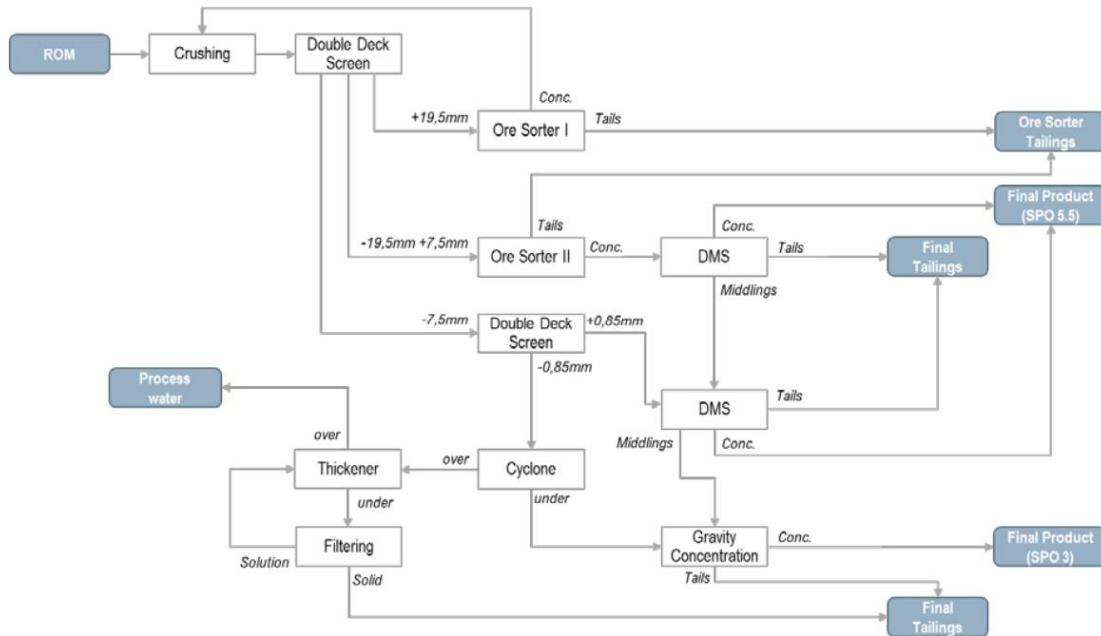 ROM
Crushing
Double Deck
Screen
Conc.
+19,5mm
Ore Sorter I
Tails
Ore Sorter
Tailings
Tails
-19,5mm +7,5mm
Ore Sorter II
Conc.
Conc.
DMS
Tails
Middlings
Final Product
(SPO 5.5)
Final
Tailings
-7,5mm
Double Deck
Screen
+0,85mm
-0,85mm
Process
water
DMS
Tails
Middlings
Conc.
over
Thickener
over
Cyclone
under
under
Filtering
Solution
Solid
Gravity
Concentration
Conc.
Tails
Final Product
(SPO 3)
Final
Tailings